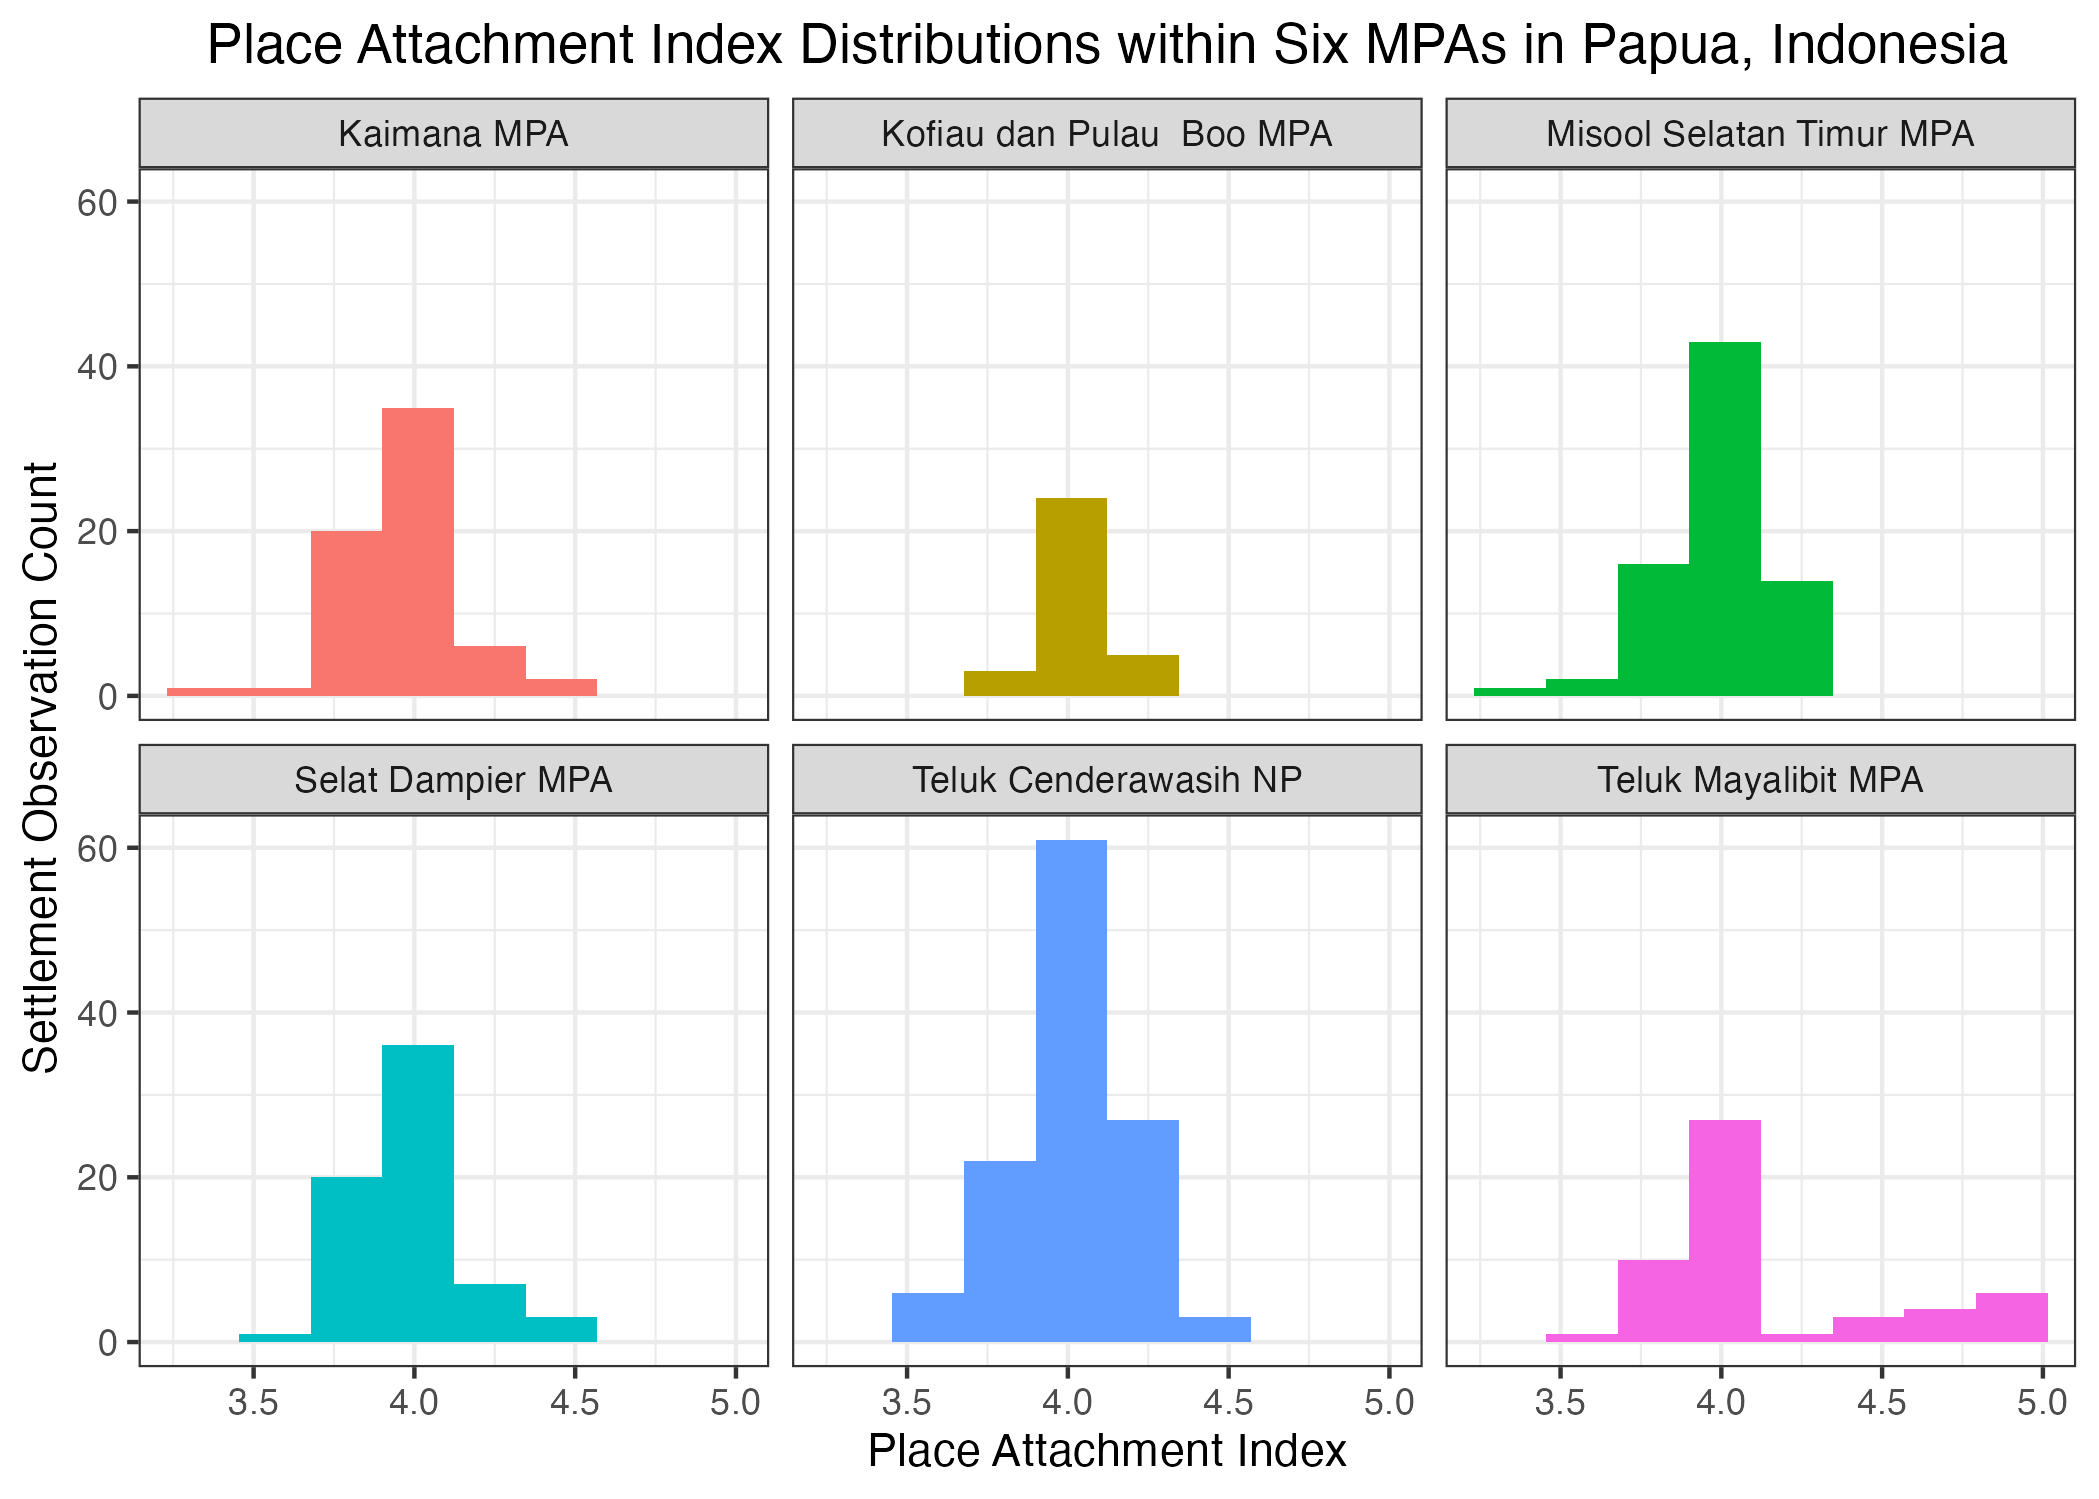 Place Attachment Index Distributions within Six MPAs in Papua, Indonesia
Kaimana MPA
Kofiau dan Pulau  Boo MPA
Misool Selatan Timur MPA
60
40
20
0
Selat Dampier MPA
Teluk Cenderawasih NP
Teluk Mayalibit MPA
60
40
20
0
3.5 4.0 4.5 5.0
3.5 4.0 4.5 5.0
3.5 4.0 4.5 5.0
Settlement Observation Count
Place Attachment Index